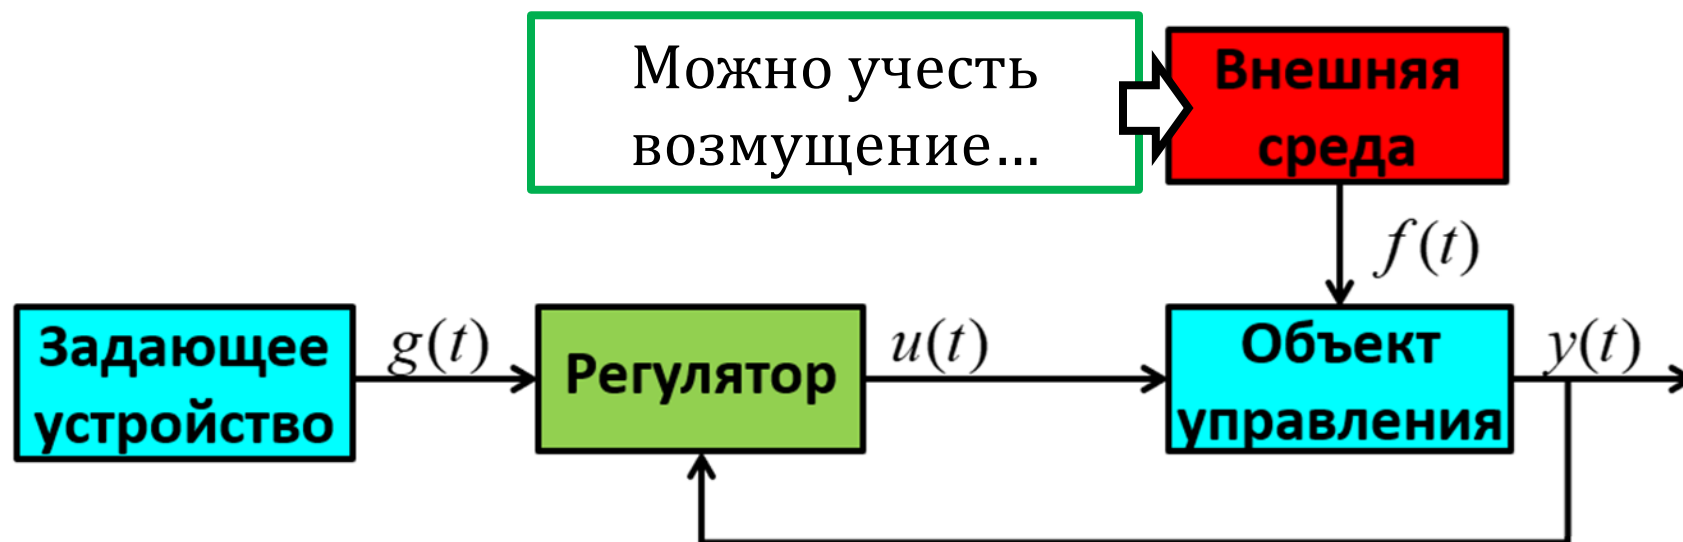 Можно учесть
возмущение...
Внешняя
среда
f(t)
Задающее
устройство
g(t)
Регулятор
u(t)
Объект
управления
y(t)